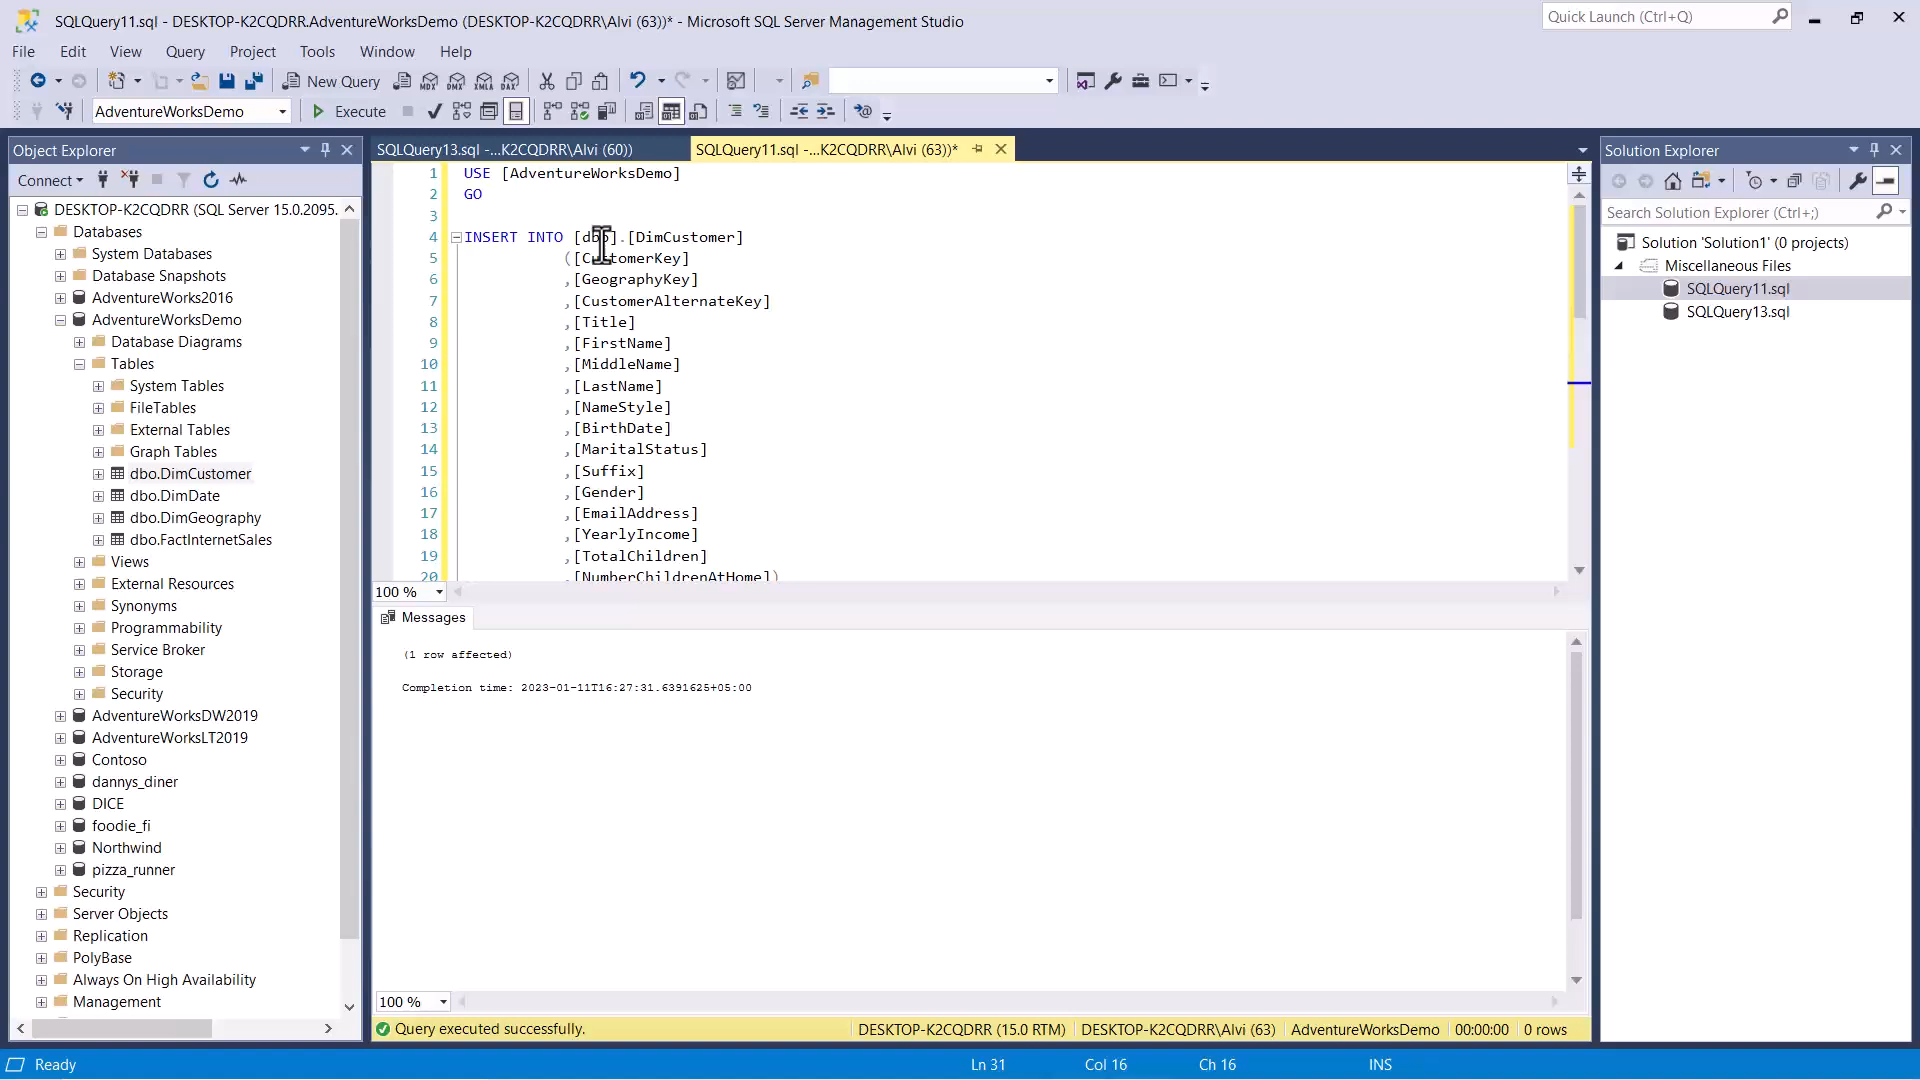 SQLQuery11.sql - DESKTOP-K2CQDRR.AdventureWorksDemo (DESKTOP-K2CQDRR\Alvi (63))* - Microsoft SQL Server Management Studio
Quick Launch (Ctrl+Q)
File Edit View Query Project Tools Window Help
New Query
MDX DMX XMLA DAX
AdventureWorksDemo
Execute
Object Explorer
Connect
DESKTOP-K2CQDRR (SQL Server 15.0.2095.
Databases
System Databases
Database Snapshots
AdventureWorks2016
AdventureWorksDemo
Database Diagrams
Tables
System Tables
FileTables
External Tables
Graph Tables
dbo.DimCustomer
dbo.DimDate
dbo.DimGeography
dbo.FactInternetSales
Views
External Resources
Synonyms
Programmability
Service Broker
Storage
Security
AdventureWorksDW2019
AdventureWorksLT2019
Contoso
dannys_diner
DICE
foodie_fi
Northwind
pizza_runner
Security
Server Objects
Replication
PolyBase
Always On High Availability
Management
SQLQuery13.sql -...K2CQDRR\Alvi (60))
SQLQuery11.sql -...K2CQDRR\Alvi (63))*
1 USE [AdventureWorksDemo]
2 GO
3
4 INSERT INTO [dbo].[DimCustomer]
5 ([CustomerKey]
6 ,[GeographyKey]
7 ,[CustomerAlternateKey]
8 ,[Title]
9 ,[FirstName]
10 ,[MiddleName]
11 ,[LastName]
12 ,[NameStyle]
13 ,[BirthDate]
14 ,[MaritalStatus]
15 ,[Suffix]
16 ,[Gender]
17 ,[EmailAddress]
18 ,[YearlyIncome]
19 ,[TotalChildren]
20 ,[NumberChildrenAtHome])
100 %
Messages
(1 row affected)
Completion time: 2023-01-11T16:27:31.6391625+05:00
100 %
Query executed successfully.
DESKTOP-K2CQDRR (15.0 RTM)
DESKTOP-K2CQDRR\Alvi (63)
AdventureWorksDemo
00:00:00
0 rows
Solution Explorer
Search Solution Explorer (Ctrl+;)
Solution 'Solution1' (0 projects)
Miscellaneous Files
SQLQuery11.sql
SQLQuery13.sql
Ready
Ln 31
Col 16
Ch 16
INS